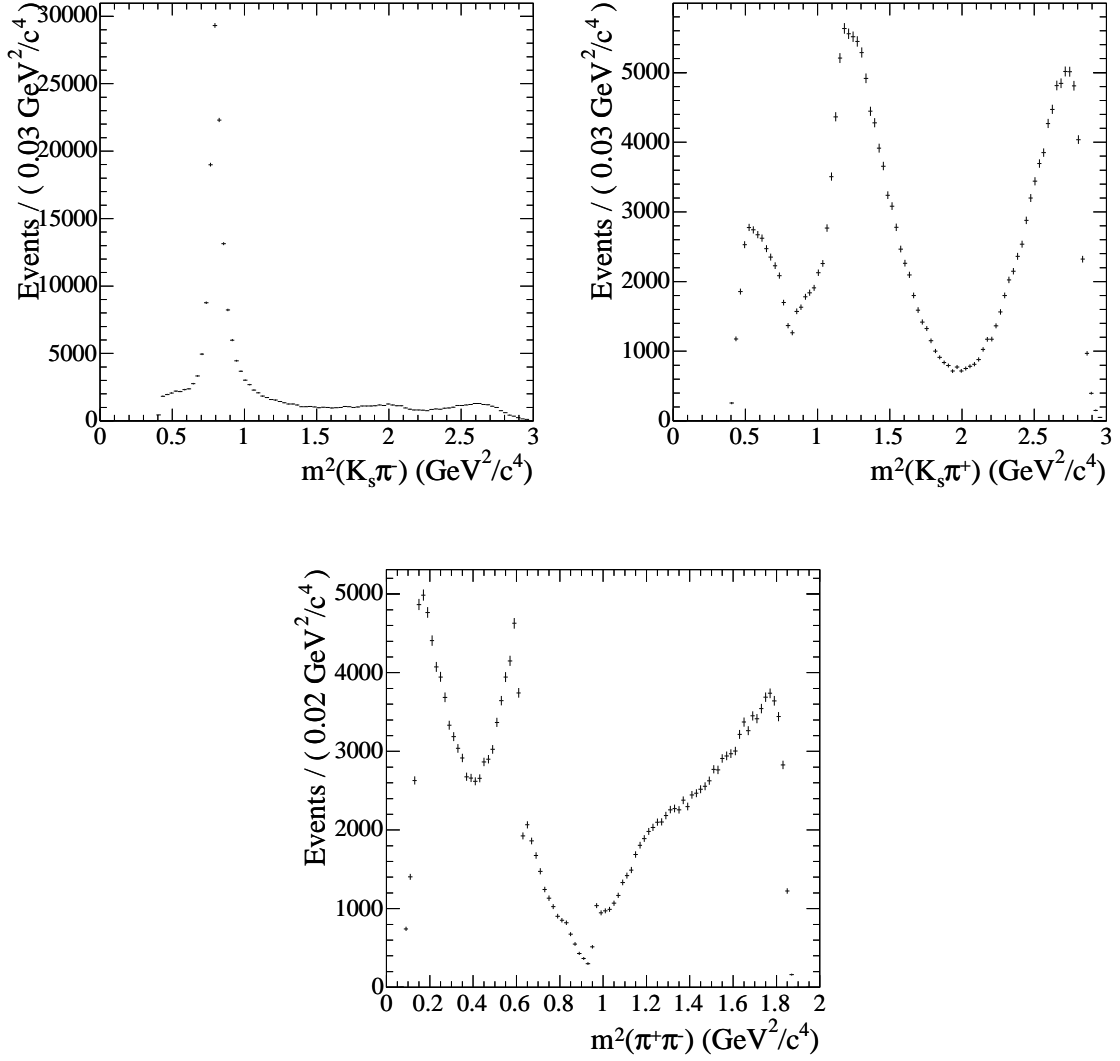 Events / ( 0.03 GeV²/c⁴ )
30000
25000
20000
15000
10000
5000
0
0 0.5 1 1.5 2 2.5 3
m²(Kₛπ⁻) (GeV²/c⁴)
Events / ( 0.03 GeV²/c⁴ )
5000
4000
3000
2000
1000
0
0 0.5 1 1.5 2 2.5 3
m²(Kₛπ⁺) (GeV²/c⁴)
Events / ( 0.02 GeV²/c⁴ )
5000
4000
3000
2000
1000
0
0 0.2 0.4 0.6 0.8 1 1.2 1.4 1.6 1.8 2
m²(π⁺π⁻) (GeV²/c⁴)